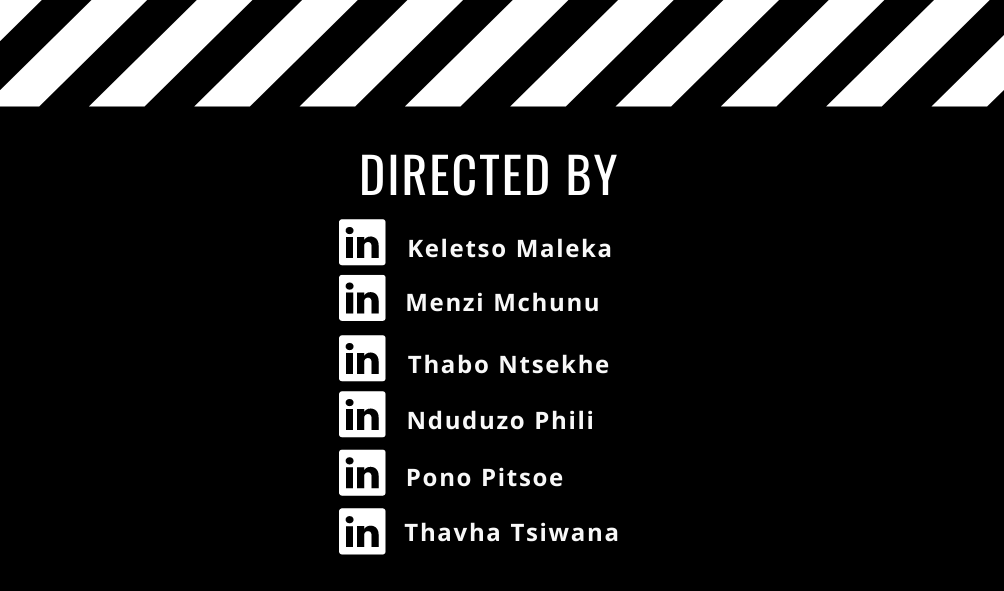 DIRECTED BY
in Keletso Maleka
in Menzi Mchunu
in Thabo Ntsekhe
in Nduduzo Phili
in Pono Pitsoe
in Thavha Tsiwana